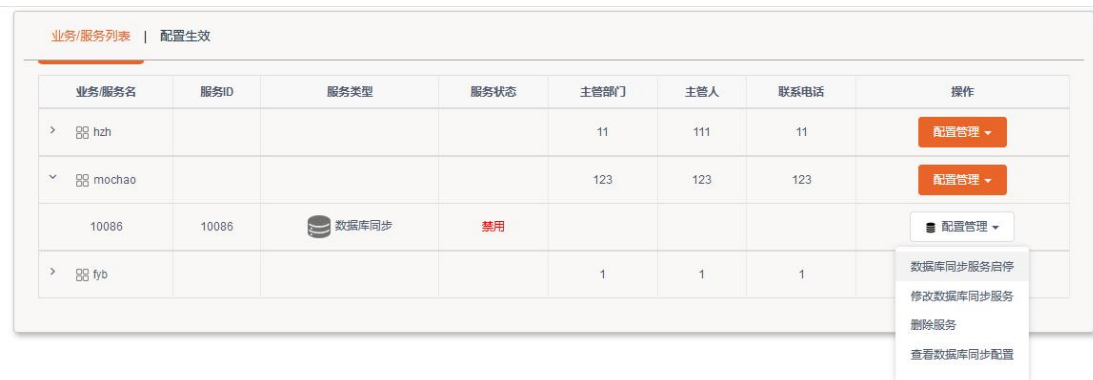 业务/服务列表 | 配置生效
业务/服务名 服务ID 服务类型 服务状态 主管部门 主管人 联系电话 操作
hzh 11 111 11 配置管理
mochao 123 123 123 配置管理
10086 10086 数据库同步 禁用 配置管理
数据库同步服务启停
fyb 1 1 1
修改数据库同步服务
删除服务
查看数据库同步配置